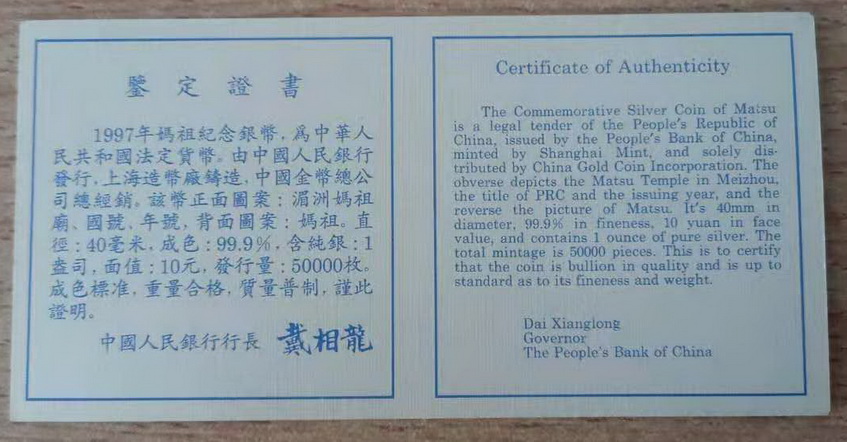 鑒定證書
1997年媽祖紀念銀幣，爲中華人
民共和國法定貨幣。由中國人民銀行
發行，上海造幣廠鑄造，中國金幣總公
司總經銷。該幣正面圖案：湄洲媽祖
廟、國號、年號，背面圖案：媽祖。直
徑：40毫米，成色：99.9%，含純銀：1
盎司，面值：10元，發行量：50000枚。
成色標准，重量合格，質量普制，謹此
證明。
中國人民銀行行長 戴相龍
Certificate of Authenticity
The Commemorative Silver Coin of Matsu
is a legal tender of the People's Republic of
China, issued by the People's Bank of China,
minted by Shanghai Mint, and solely dis-
tributed by China Gold Coin Incorporation. The
obverse depicts the Matsu Temple in Meizhou,
the title of PRC and the issuing year, and the
reverse the picture of Matsu. It's 40mm in
diameter, 99.9% in fineness, 10 yuan in face
value, and contains 1 ounce of pure silver. The
total mintage is 50000 pieces. This is to certify
that the coin is bullion in quality and is up to
standard as to its fineness and weight.
Dai Xianglong
Governor
The People's Bank of China